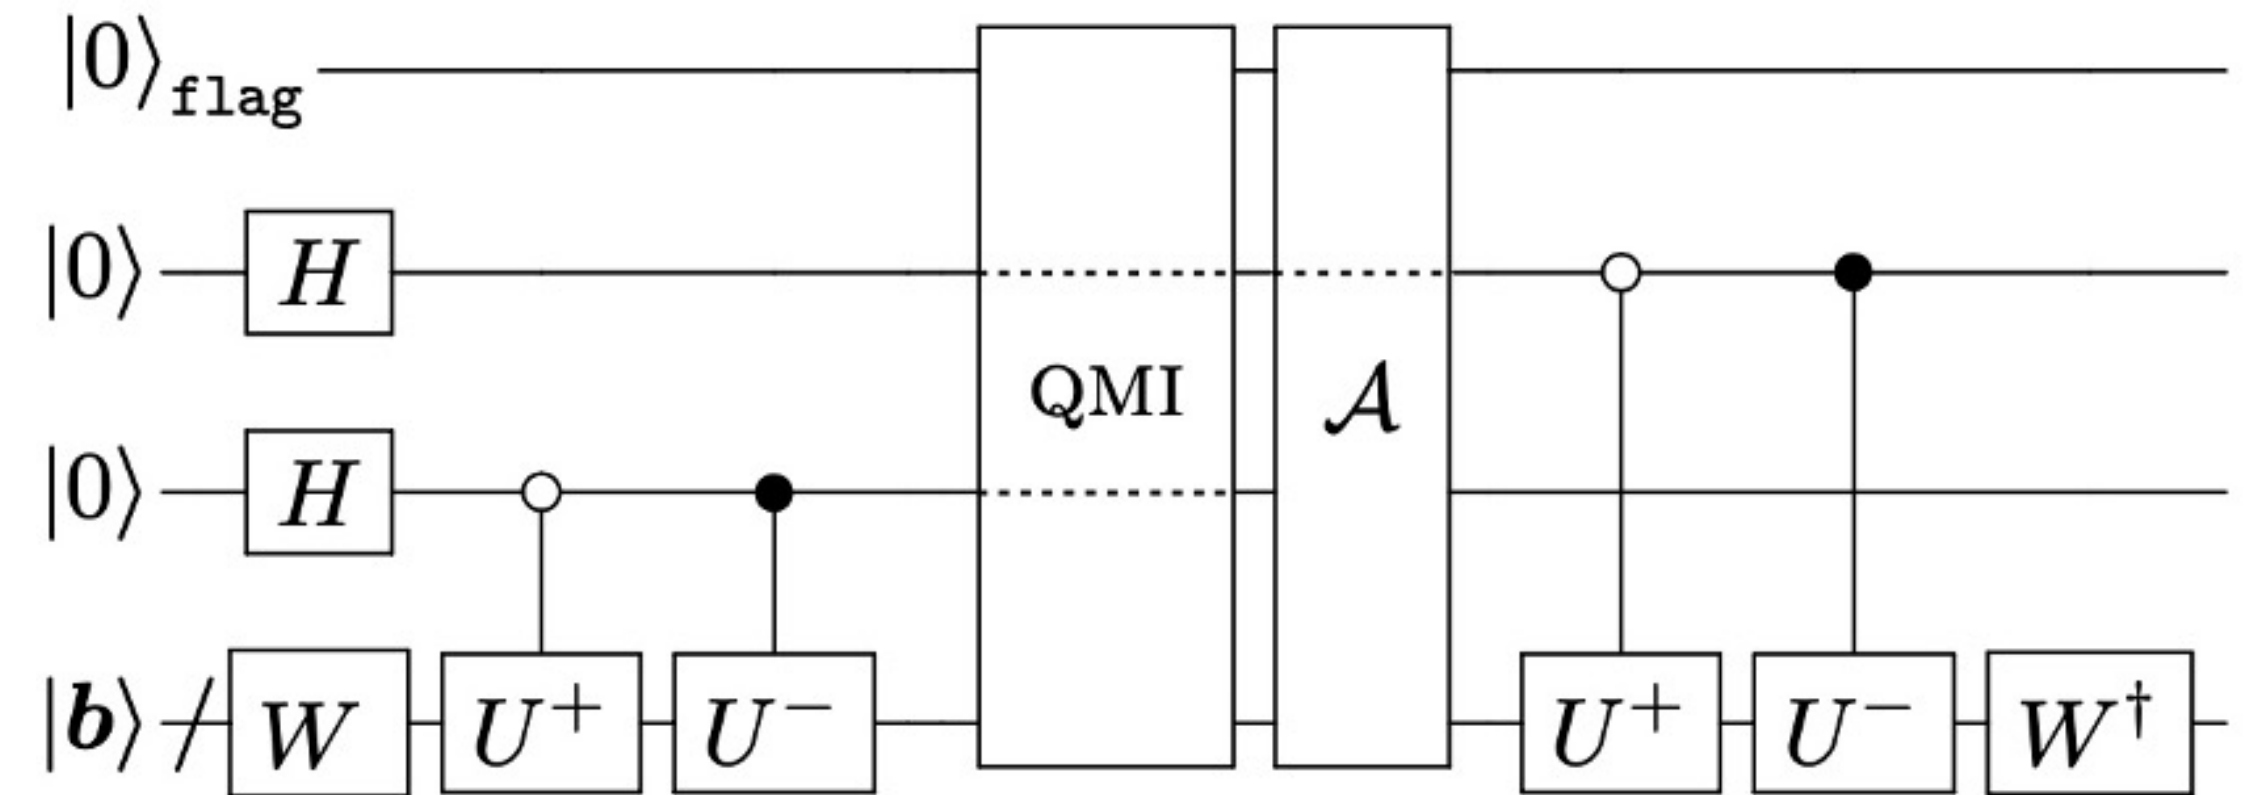 |0⟩flag
|0⟩ H
QMI 𝒜
|0⟩ H
|b⟩ W U⁺ U⁻ U⁺ U⁻ W†